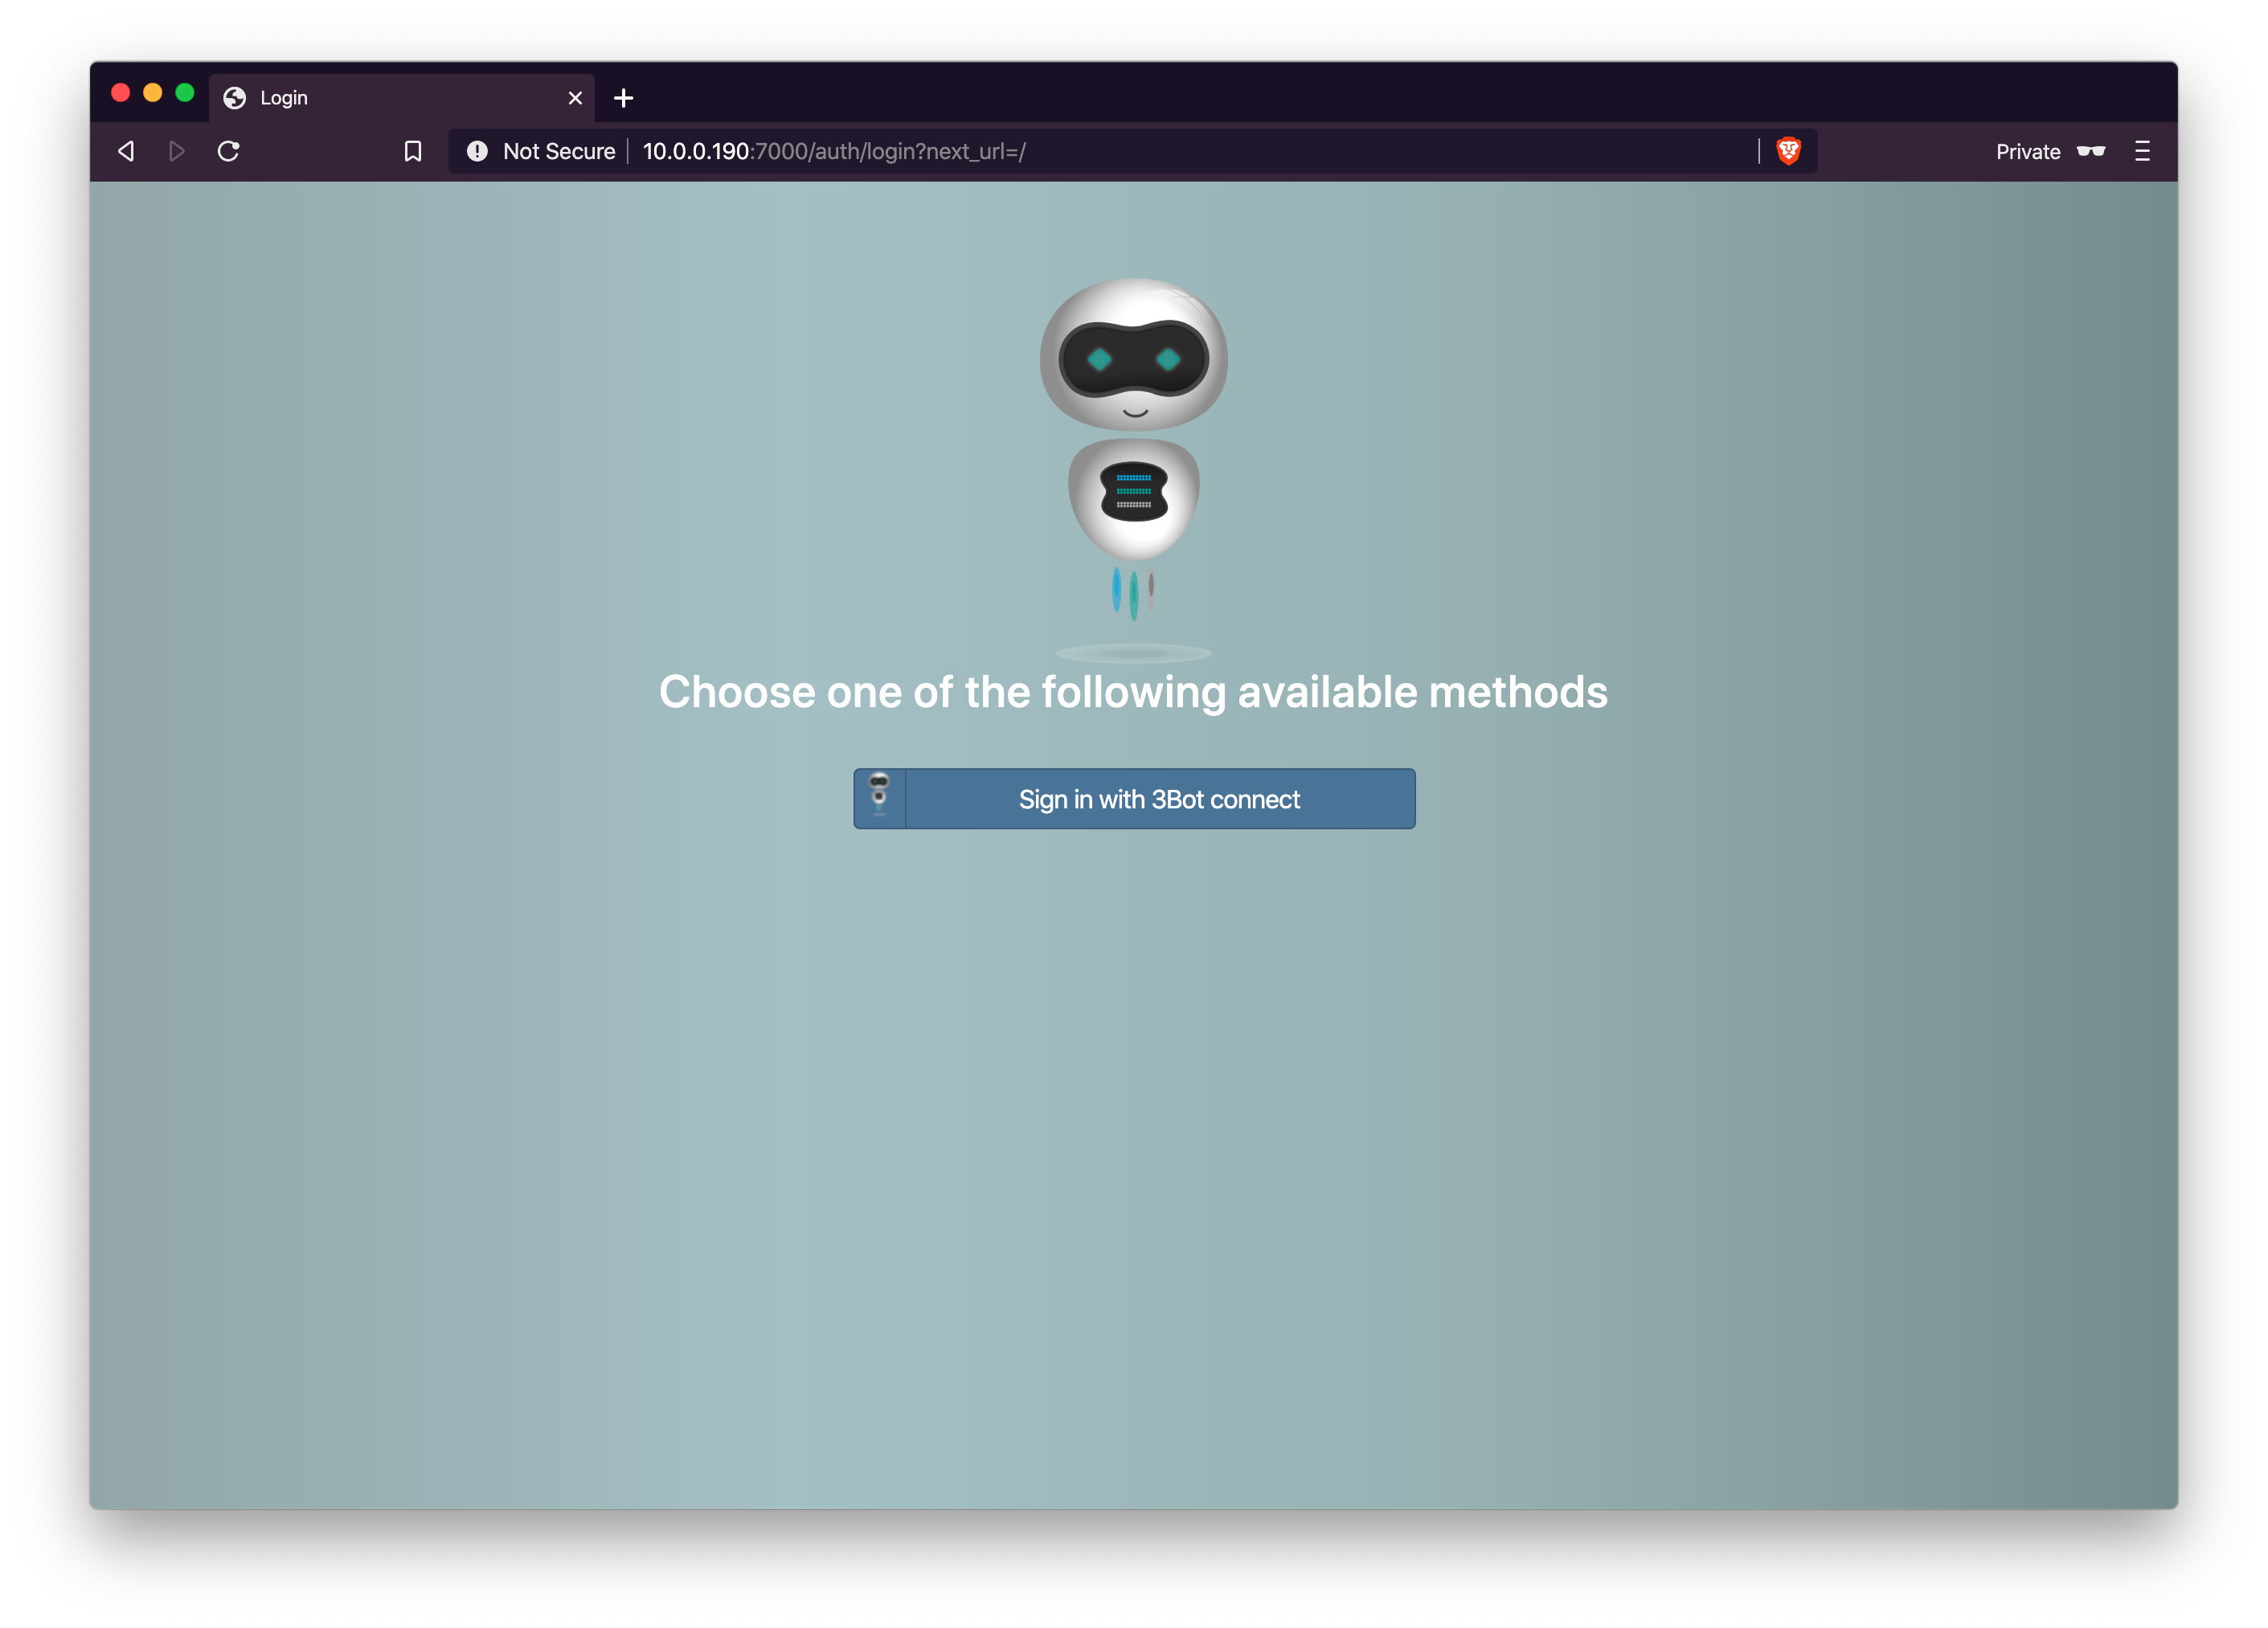 Login
Not Secure 10.0.0.190:7000/auth/login?next_url=/
Private
Choose one of the following available methods
Sign in with 3Bot connect